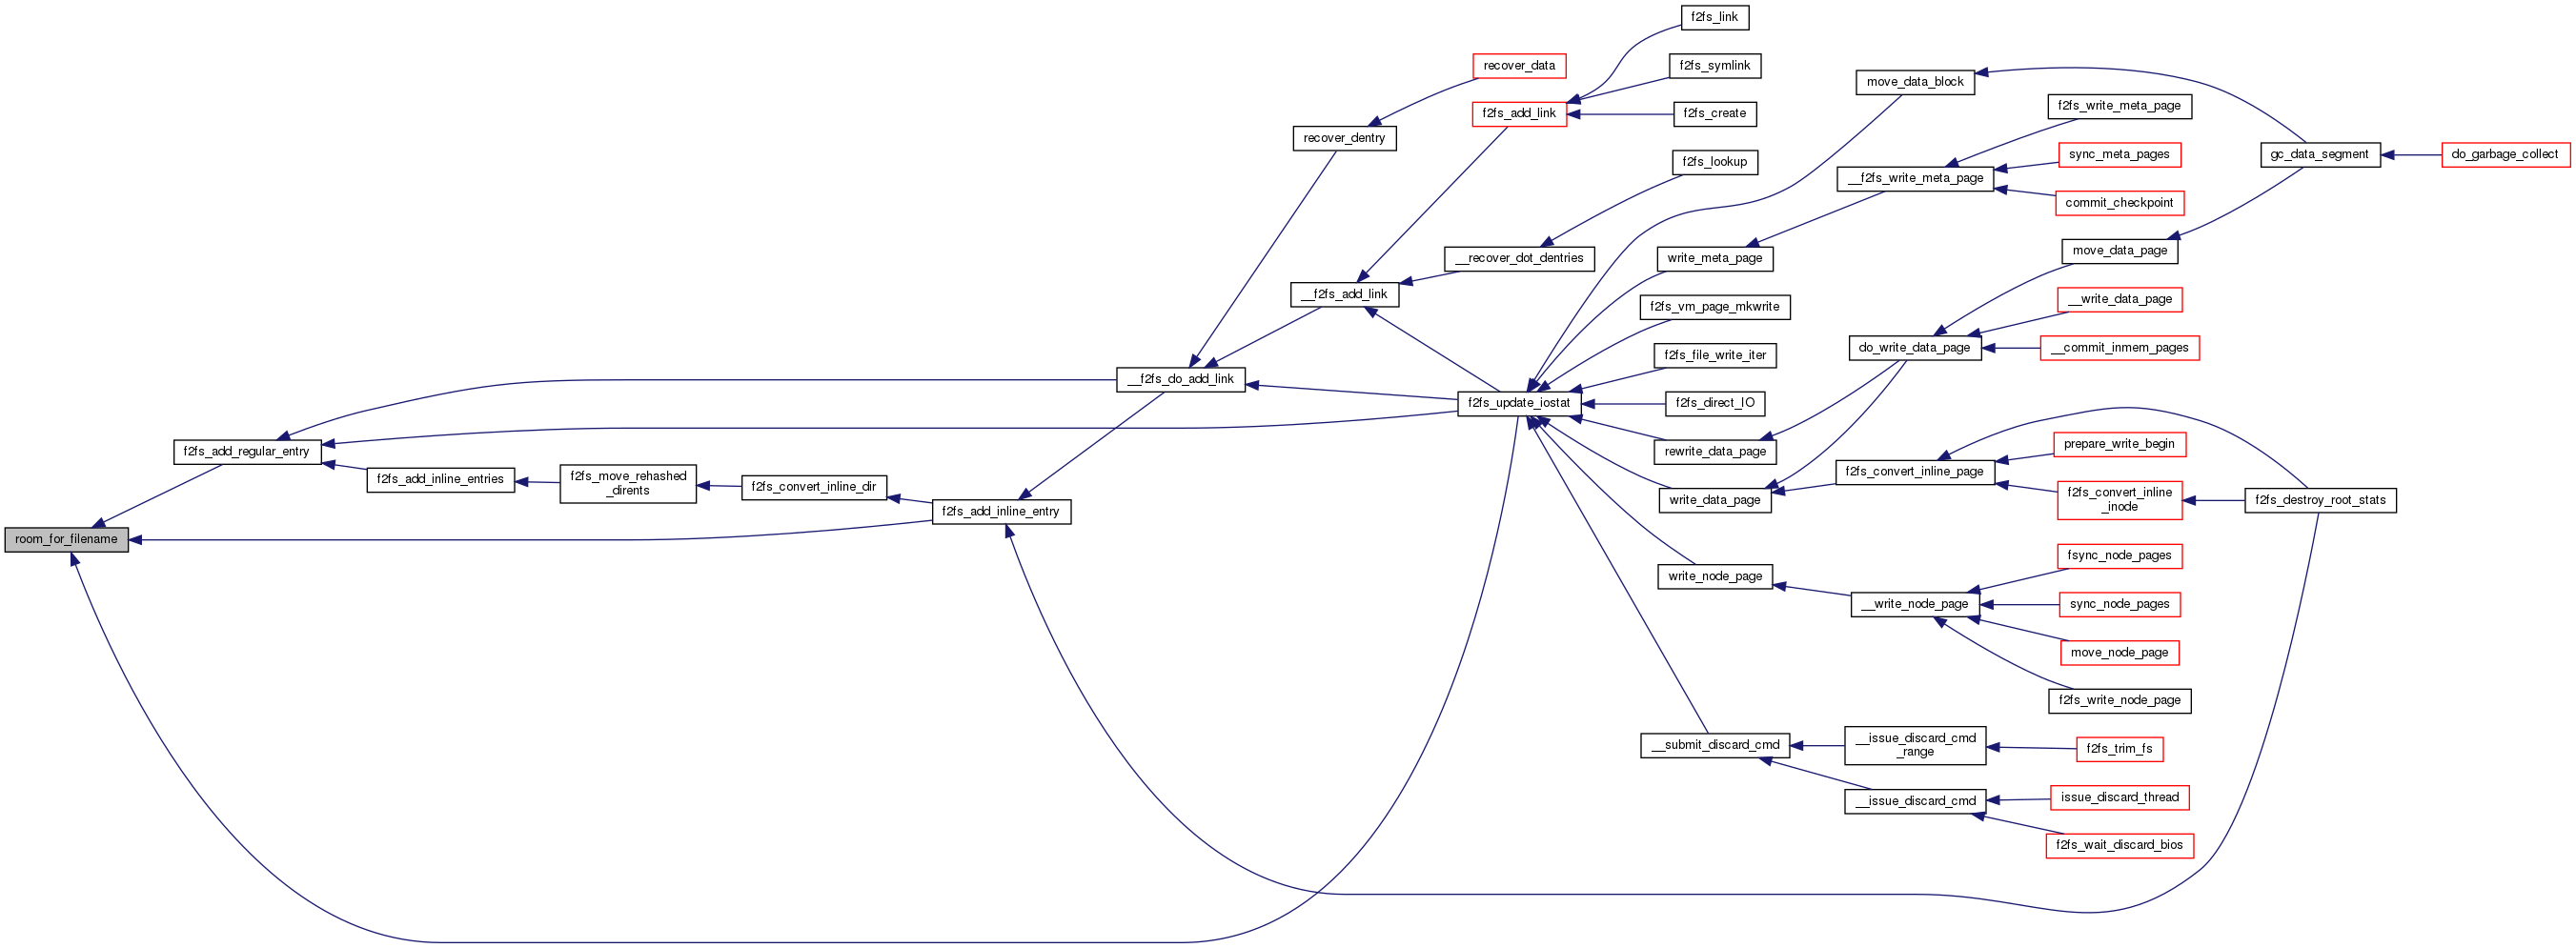 room_for_filename
f2fs_add_regular_entry
f2fs_add_inline_entries
f2fs_move_rehashed
_dirents
f2fs_convert_inline_dir
f2fs_add_inline_entry
__f2fs_do_add_link
recover_dentry
recover_data
__f2fs_add_link
f2fs_add_link
f2fs_link
f2fs_symlink
f2fs_create
__recover_dot_dentries
f2fs_lookup
f2fs_update_iostat
move_data_block
write_meta_page
f2fs_vm_page_mkwrite
f2fs_file_write_iter
f2fs_direct_IO
rewrite_data_page
write_data_page
write_node_page
__submit_discard_cmd
__f2fs_write_meta_page
f2fs_write_meta_page
sync_meta_pages
commit_checkpoint
gc_data_segment
do_garbage_collect
move_data_page
do_write_data_page
__write_data_page
__commit_inmem_pages
f2fs_convert_inline_page
prepare_write_begin
f2fs_convert_inline
_inode
f2fs_destroy_root_stats
__write_node_page
fsync_node_pages
sync_node_pages
move_node_page
f2fs_write_node_page
__issue_discard_cmd
_range
f2fs_trim_fs
__issue_discard_cmd
issue_discard_thread
f2fs_wait_discard_bios